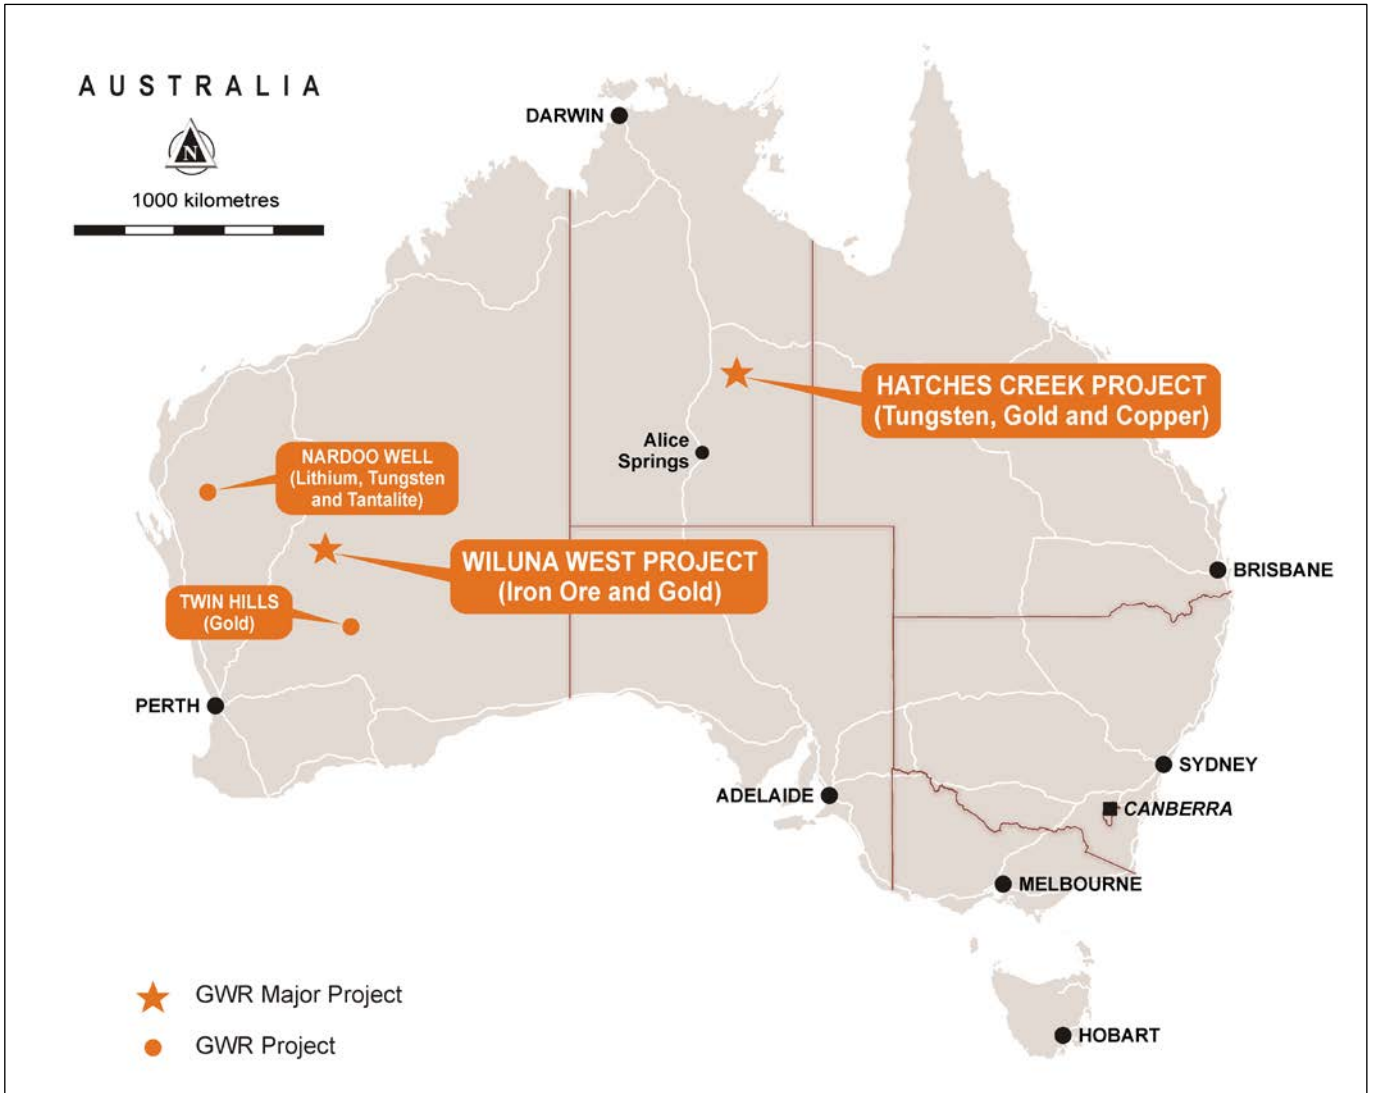 AUSTRALIA
N
1000 kilometres
DARWIN
HATCHES CREEK PROJECT
(Tungsten, Gold and Copper)
Alice
Springs
NARDOO WELL
(Lithium, Tungsten
and Tantalite)
WILUNA WEST PROJECT
(Iron Ore and Gold)
BRISBANE
TWIN HILLS
(Gold)
PERTH
SYDNEY
ADELAIDE
CANBERRA
MELBOURNE
GWR Major Project
HOBART
GWR Project